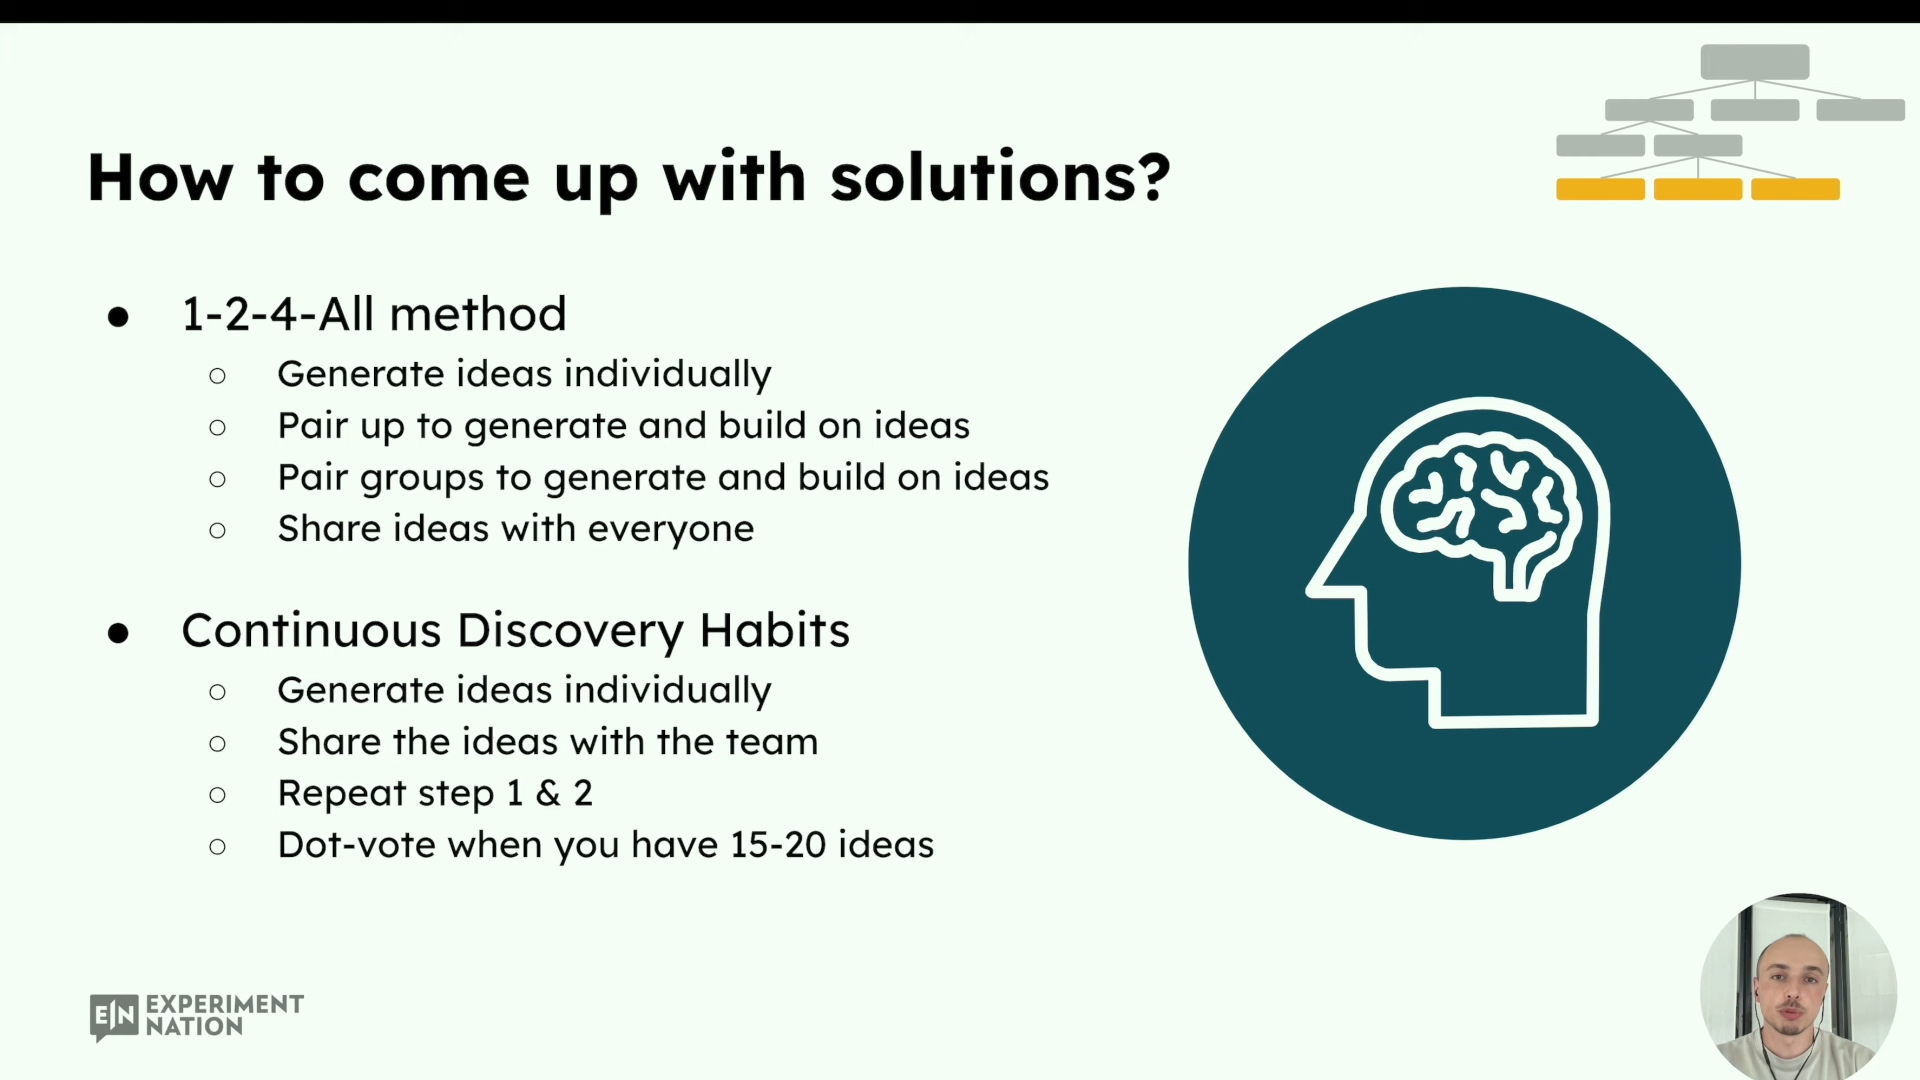 How to come up with solutions?
● 1-2-4-All method
○ Generate ideas individually
○ Pair up to generate and build on ideas
○ Pair groups to generate and build on ideas
○ Share ideas with everyone
● Continuous Discovery Habits
○ Generate ideas individually
○ Share the ideas with the team
○ Repeat step 1 & 2
○ Dot-vote when you have 15-20 ideas
EN EXPERIMENT
NATION